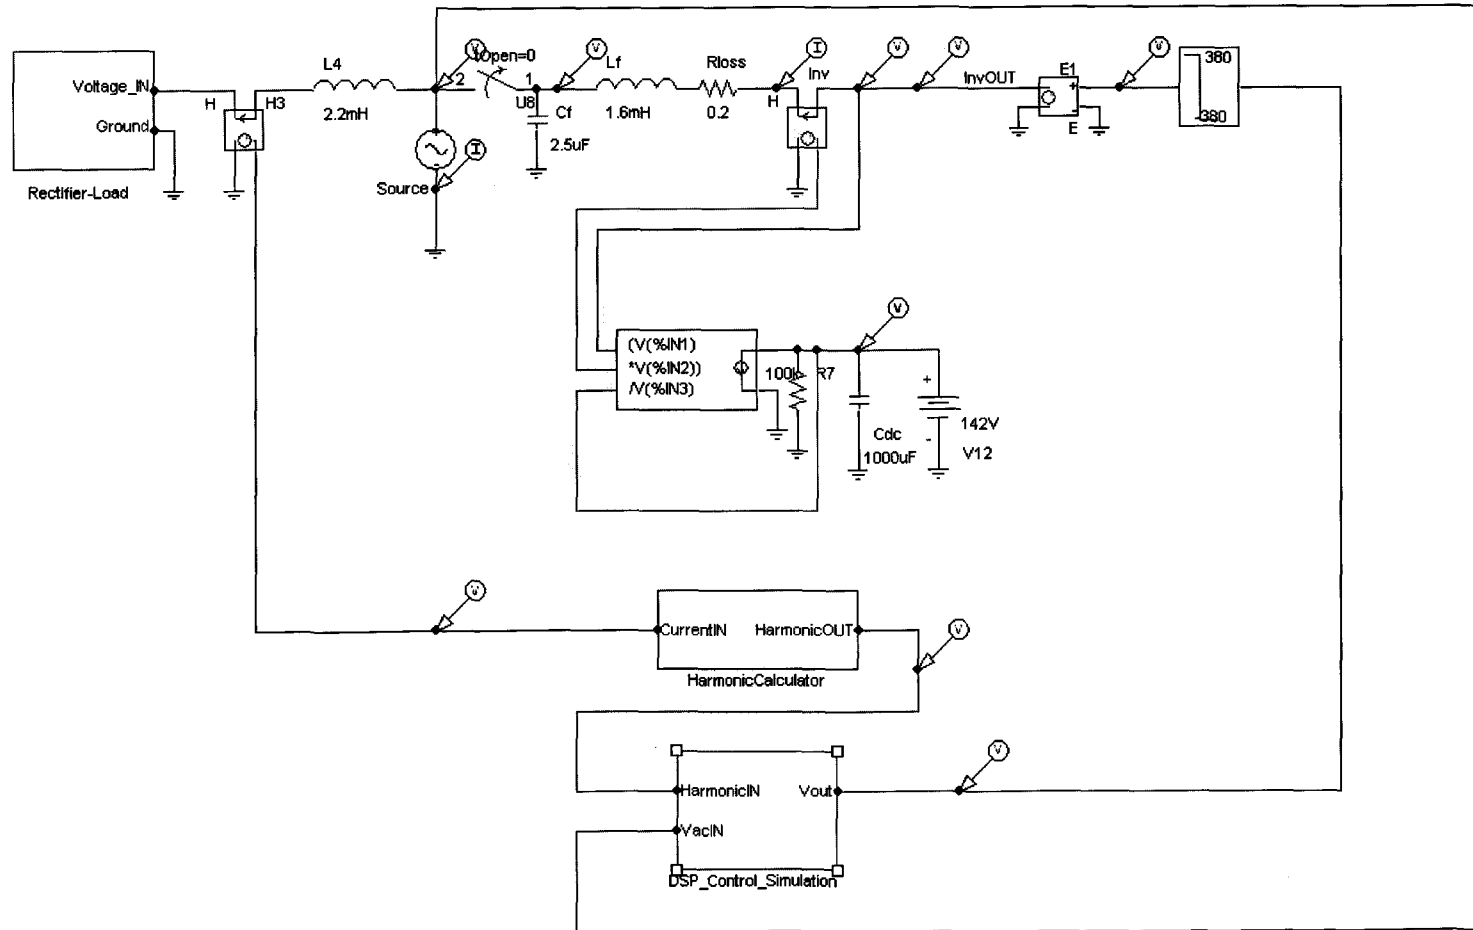 tOpen=0
L4
2
1
Lf
Rloss
Inv
I
V
V
V
V
E1
380
-380
Voltage_IN
H
H3
2.2mH
U8
Cf
1.6mH
0.2
H
InvOUT
+
-
E
Ground
2.5uF
I
Rectifier-Load
Source
V
(V(%IN1)
*V(%IN2))
/V(%IN3)
100k
R7
+
142V
-
V12
Cdc
1000uF
V
CurrentIN
HarmonicOUT
V
HarmonicCalculator
V
HarmonicIN
Vout
VacIN
DSP_Control_Simulation